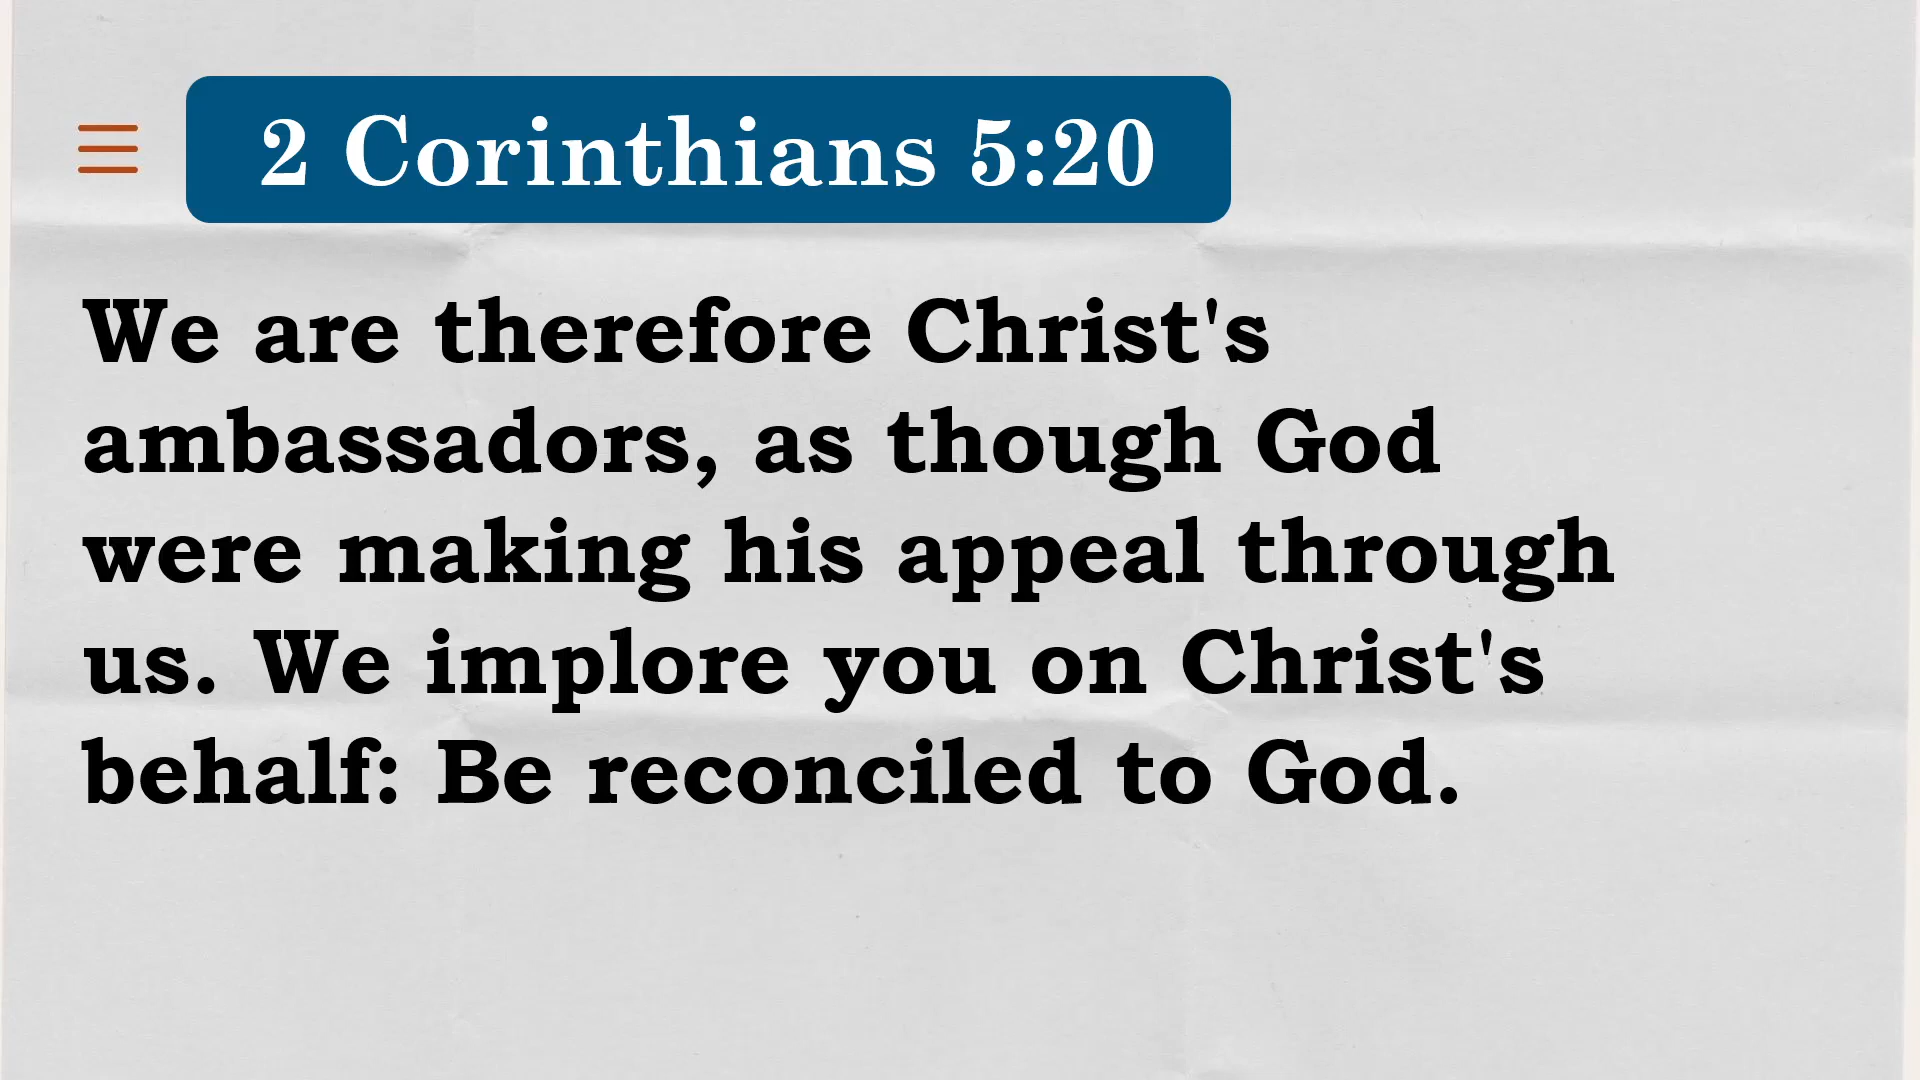 2 Corinthians 5:20
We are therefore Christ's
ambassadors, as though God
were making his appeal through
us. We implore you on Christ's
behalf: Be reconciled to God.